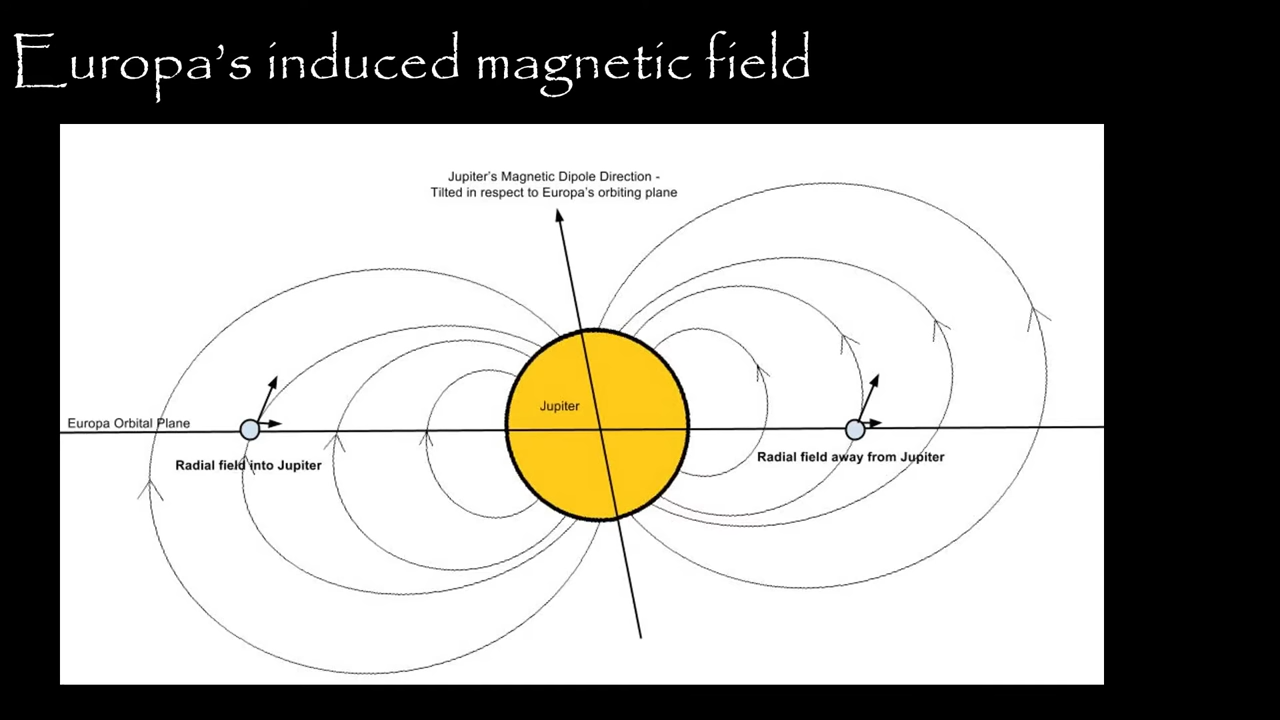 Europa's induced magnetic field
Jupiter's Magnetic Dipole Direction -
Tilted in respect to Europa's orbiting plane
Jupiter
Europa Orbital Plane
Radial field into Jupiter
Radial field away from Jupiter